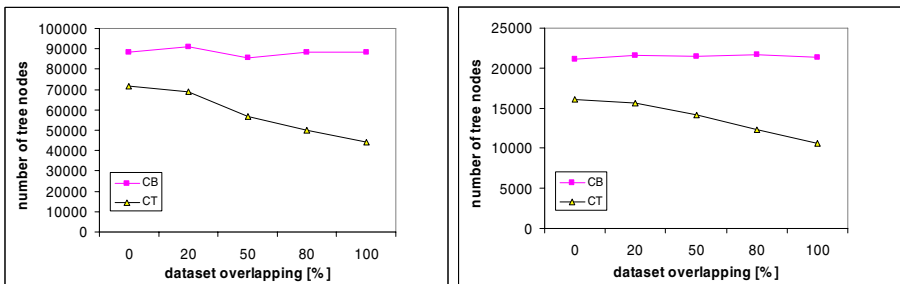 number of tree nodes
100000
90000
80000
70000
60000
50000
40000
30000
20000
10000
0
CB
CT
0 20 50 80 100
dataset overlapping [%]
number of tree nodes
25000
20000
15000
10000
5000
0
CB
CT
0 20 50 80 100
dataset overlapping [%]